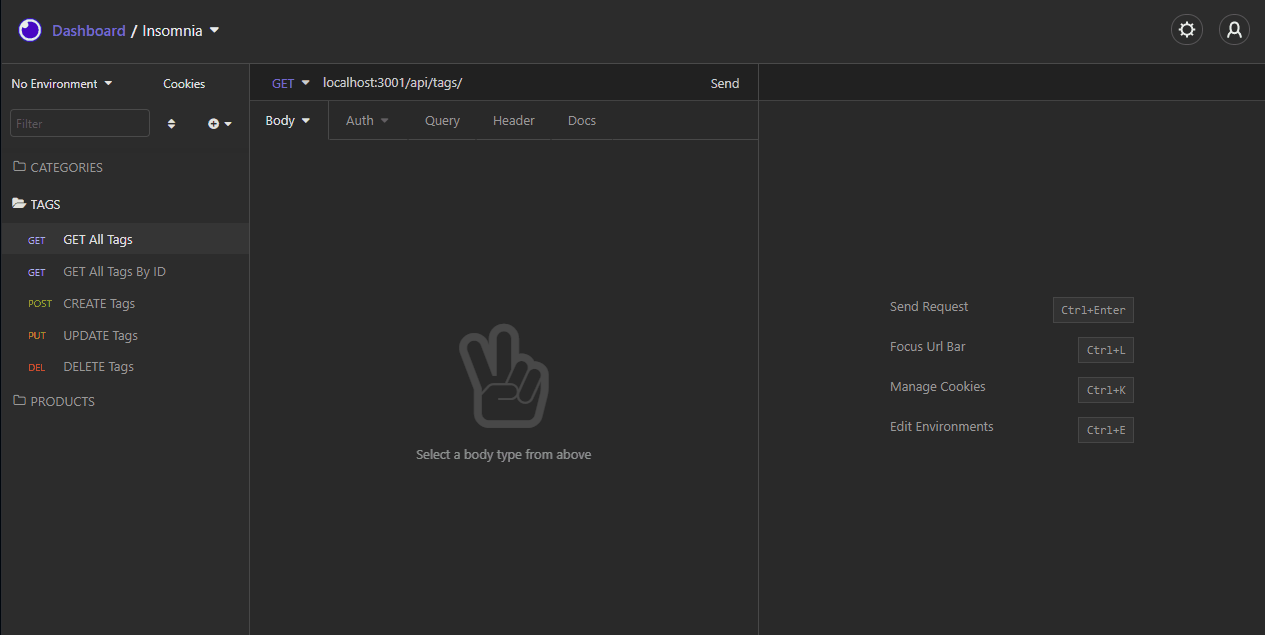 Dashboard / Insomnia
No Environment
Cookies
Filter
CATEGORIES
TAGS
GET GET All Tags
GET GET All Tags By ID
POST CREATE Tags
PUT UPDATE Tags
DEL DELETE Tags
PRODUCTS
GET localhost:3001/api/tags/ Send
Body Auth Query Header Docs
Select a body type from above
Send Request Ctrl+Enter
Focus Url Bar Ctrl+L
Manage Cookies Ctrl+K
Edit Environments Ctrl+E